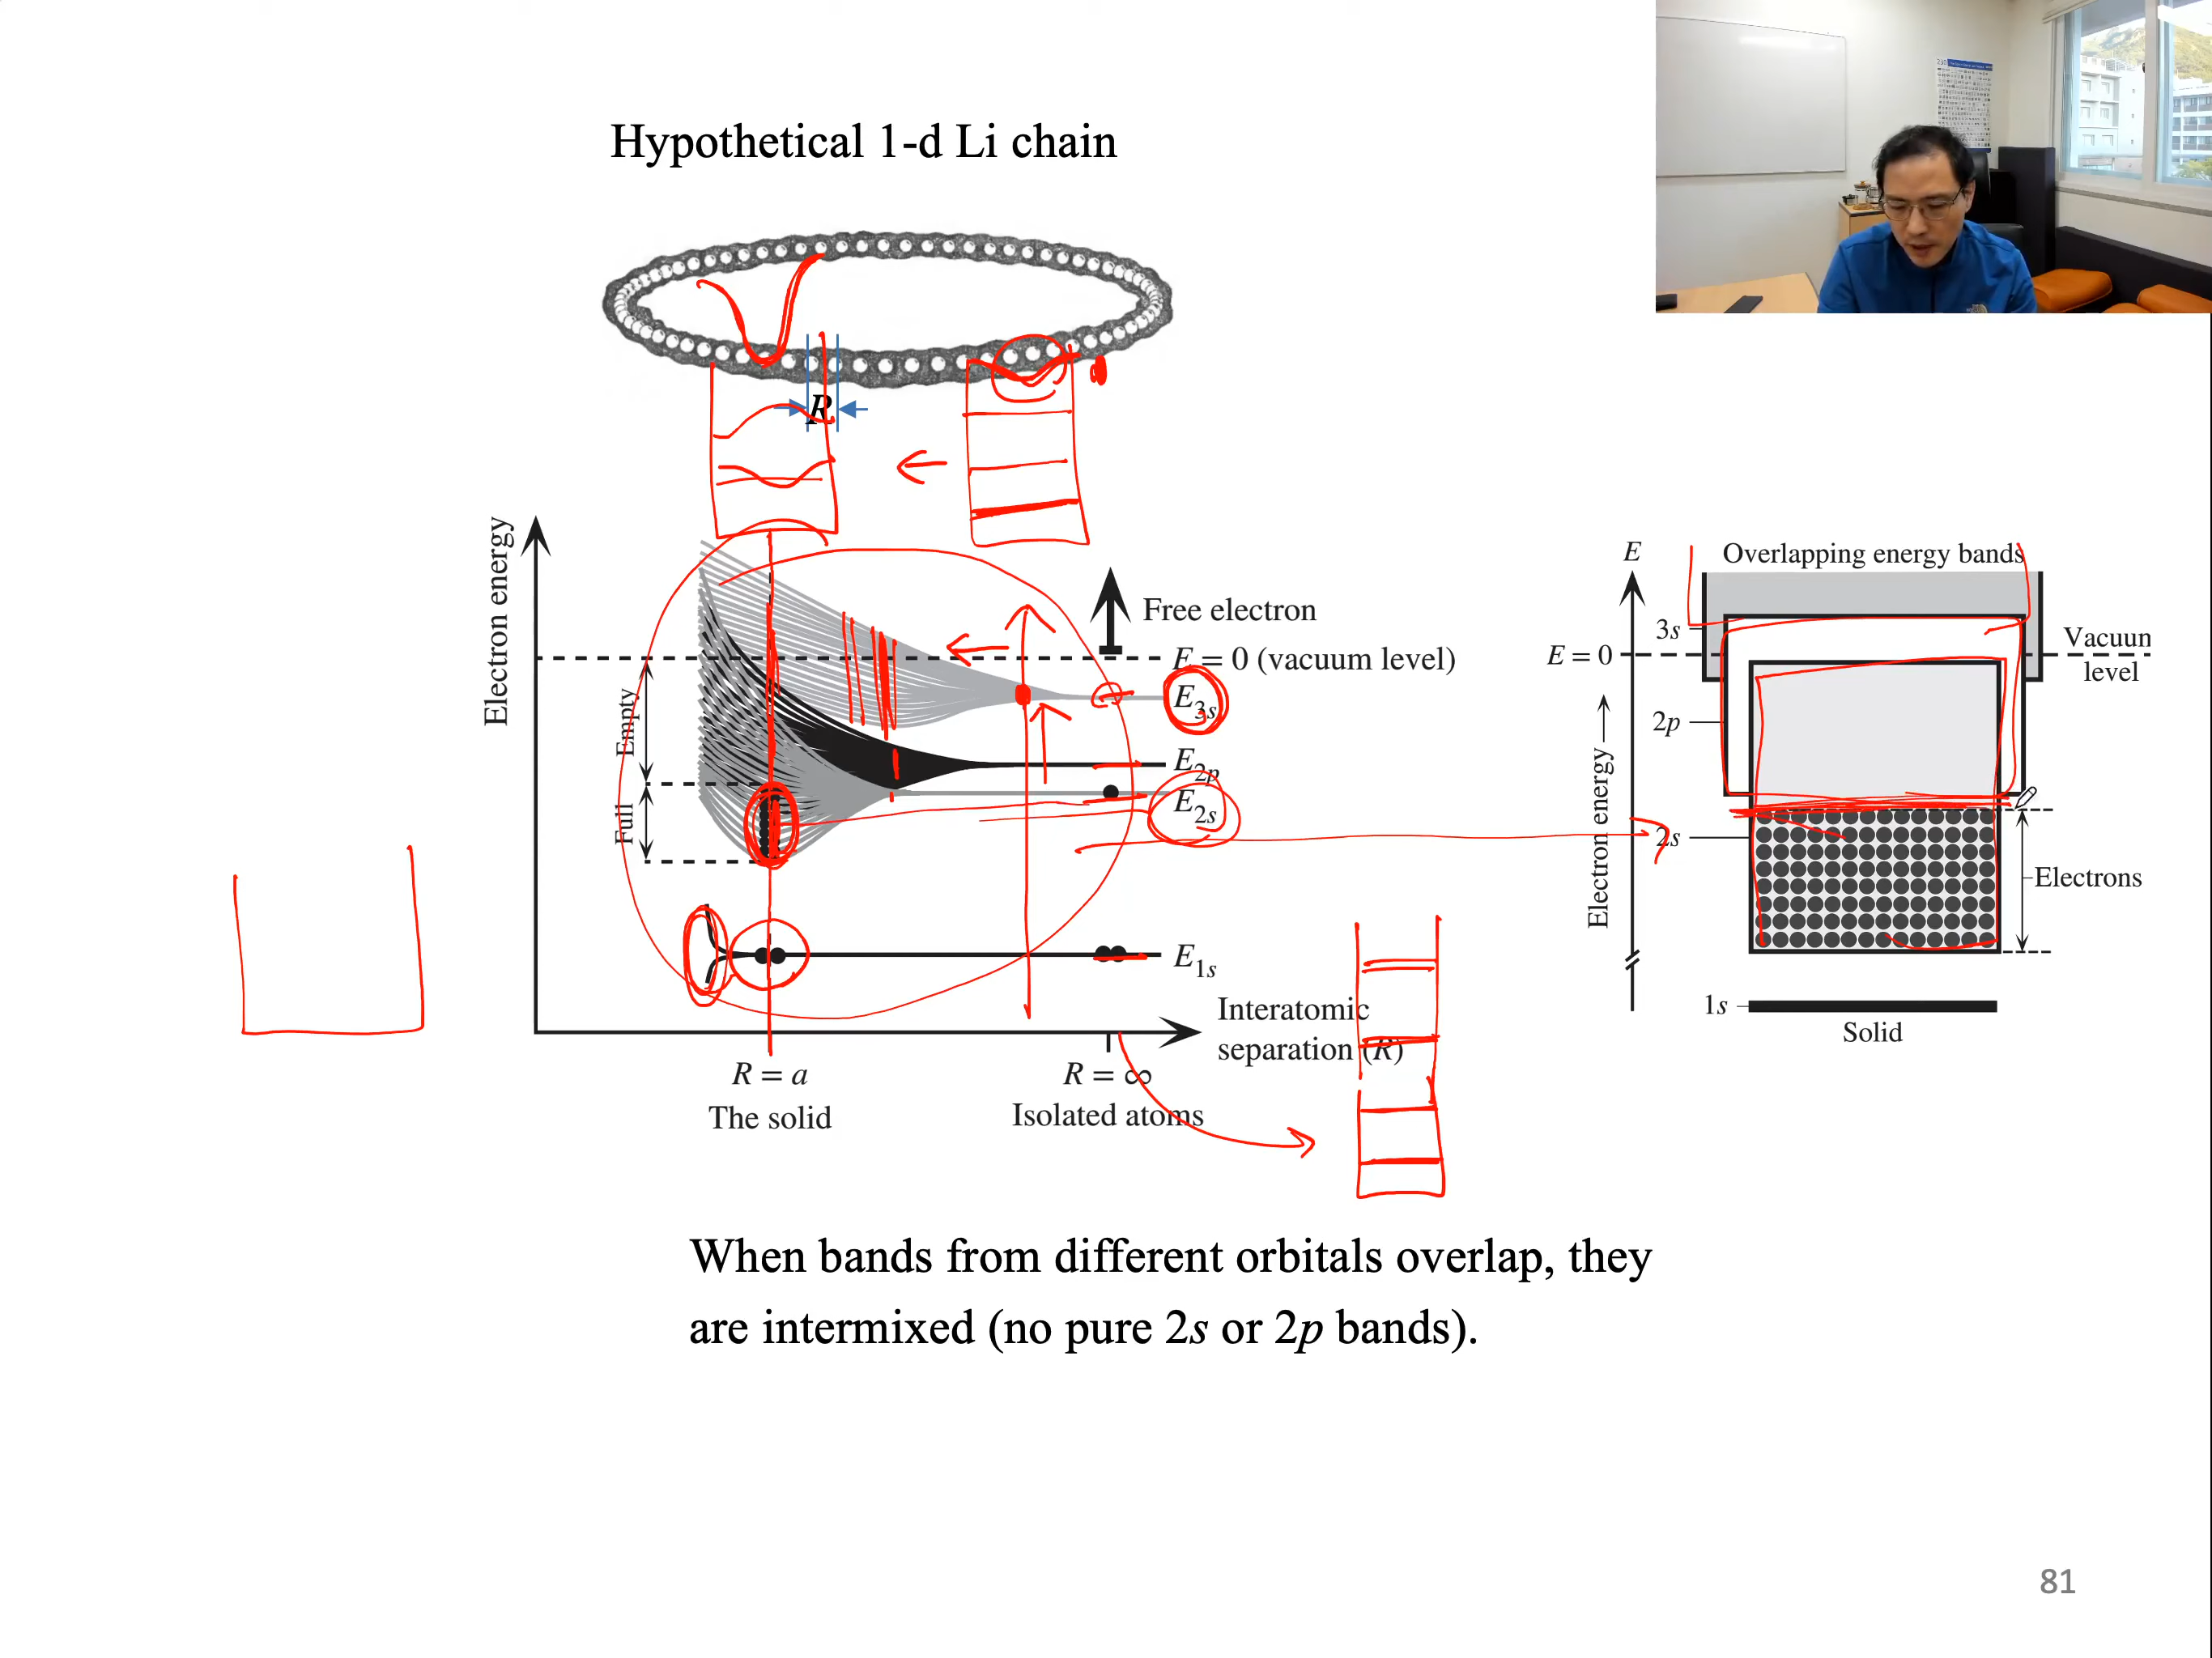 Hypothetical 1-d Li chain
R
Electron energy
Empty
Full
Free electron
E = 0 (vacuum level)
E3s
E2p
E2s
E1s
Interatomic
separation (R)
R = a
R = ∞
The solid
Isolated atoms
E
Overlapping energy bands
3s
E = 0
Vacuun
level
2p
Electron energy
2s
Electrons
1s
Solid
When bands from different orbitals overlap, they
are intermixed (no pure 2s or 2p bands).
81